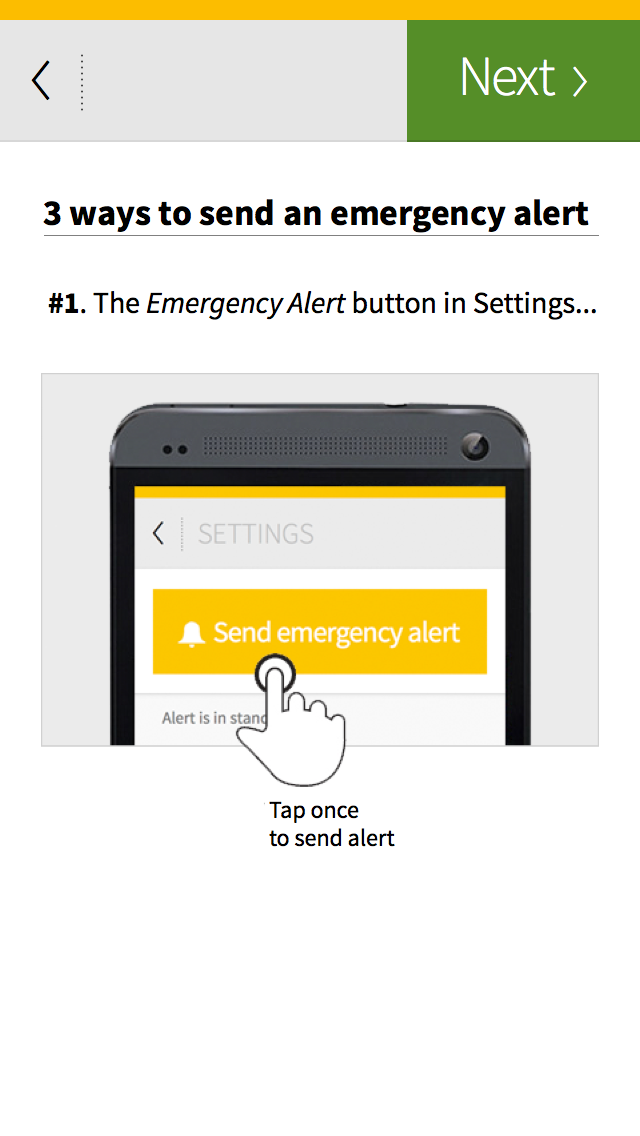 Next
3 ways to send an emergency alert
#1. The Emergency Alert button in Settings...
SETTINGS
Send emergency alert
Alert is in stand
Tap once
to send alert